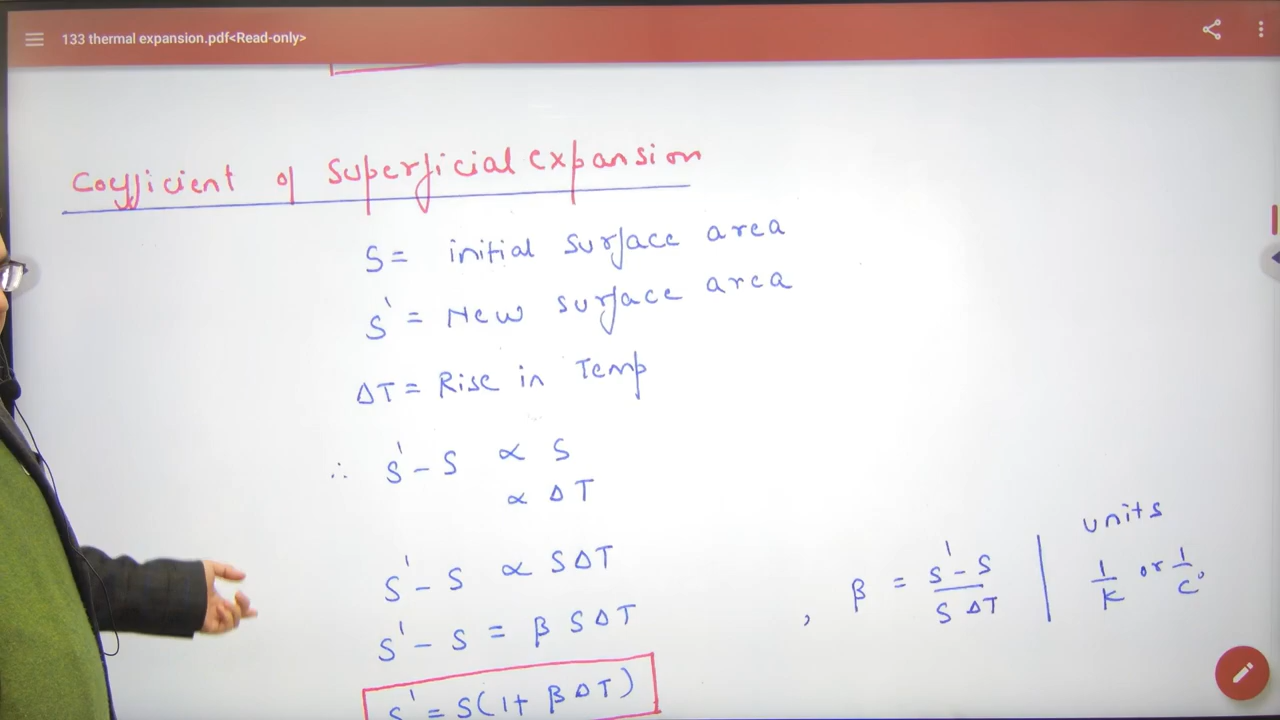 133 thermal expansion.pdf<Read-only>
Coefficient of Superficial expansion
S = initial surface area
S' = New surface area
ΔT = Rise in Temp
∴ S' - S ∝ S
∝ ΔT
S' - S ∝ SΔT
S' - S = β SΔT
, β = (S' - S) / (S ΔT) | units 1/K or 1/C°
S' = S(1 + βΔT)